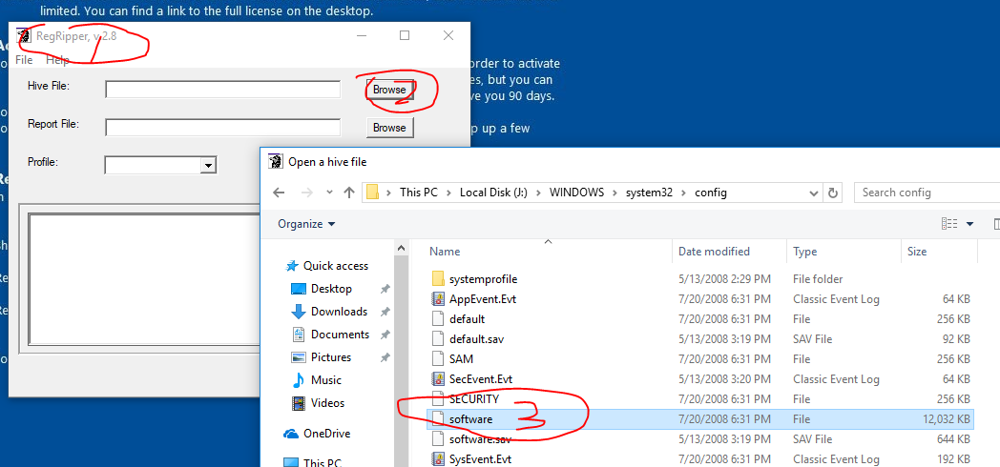 limited. You can find a link to the full license on the desktop.
RegRipper, v.2.8
1
File Help
order to activate
es, but you can
ve you 90 days.
p up a few
Hive File:
Browse
2
Report File:
Browse
Profile:
Open a hive file
This PC > Local Disk (J:) > WINDOWS > system32 > config
Search config
Organize
Name Date modified Type Size
Quick access
Desktop
Downloads
Documents
Pictures
Music
Videos
OneDrive
This PC
systemprofile 5/13/2008 2:29 PM File folder
AppEvent.Evt 7/20/2008 6:31 PM Classic Event Log 64 KB
default 7/20/2008 6:31 PM File 256 KB
default.sav 5/13/2008 3:19 PM SAV File 92 KB
SAM 7/20/2008 6:31 PM File 256 KB
SecEvent.Evt 5/13/2008 3:20 PM Classic Event Log 64 KB
SECURITY 7/20/2008 6:31 PM File 256 KB
software 3 7/20/2008 6:31 PM File 12,032 KB
software.sav 5/13/2008 3:19 PM SAV File 644 KB
SysEvent.Evt 7/20/2008 6:31 PM Classic Event Log 192 KB